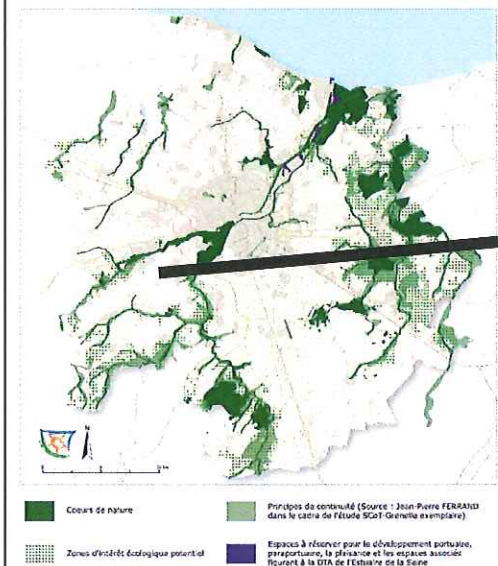 N
Coeurs de nature
Principes de continuité (Source : Jean-Pierre FERRAND
dans le cadre de l'étude SCoT-Grenelle exemplaire)
Zones d'intérêt écologique potentiel
Espaces à réserver pour le développement portuaire,
paraportuaire, la plaisance et les espaces associés
figurant à la DTA de l'Estuaire de la Seine